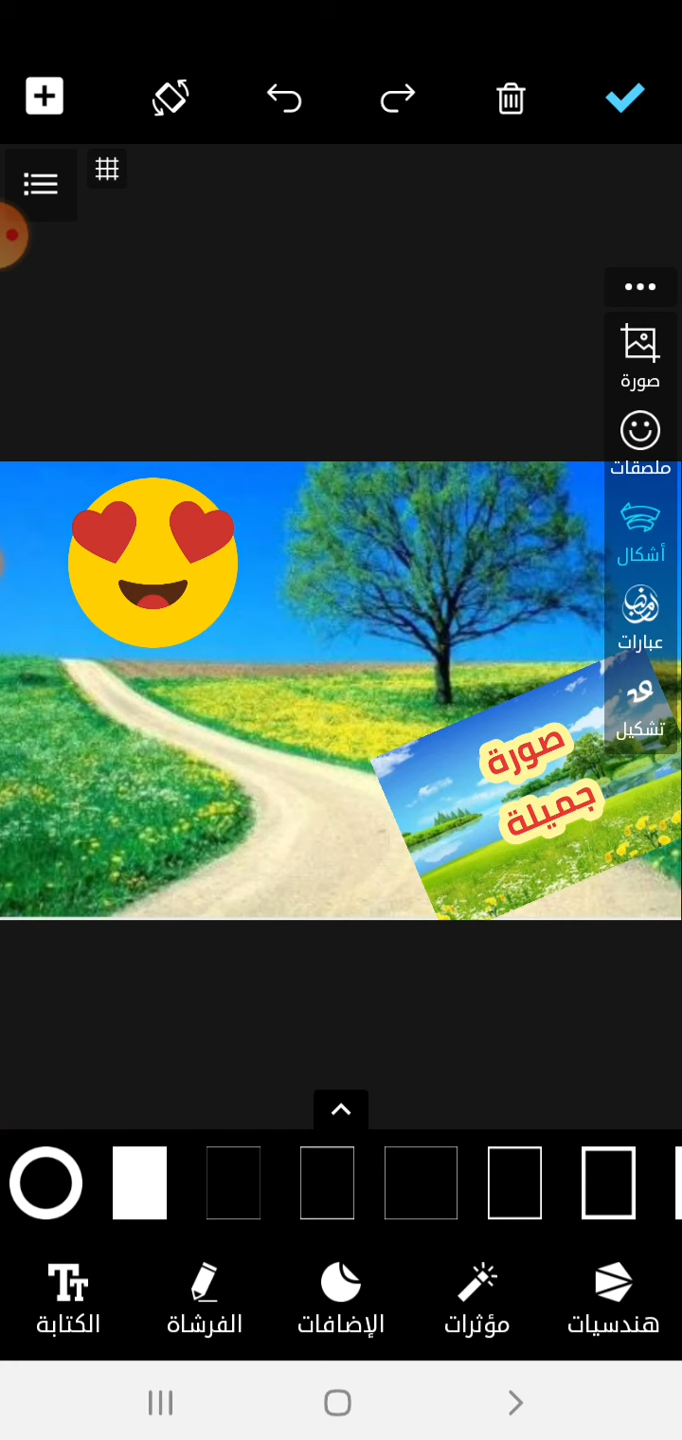 صورة
ملصقات
أشكال
عبارات
تشكيل
صورة
جميلة
الكتابة
الفرشاة
الإضافات
مؤثرات
هندسيات